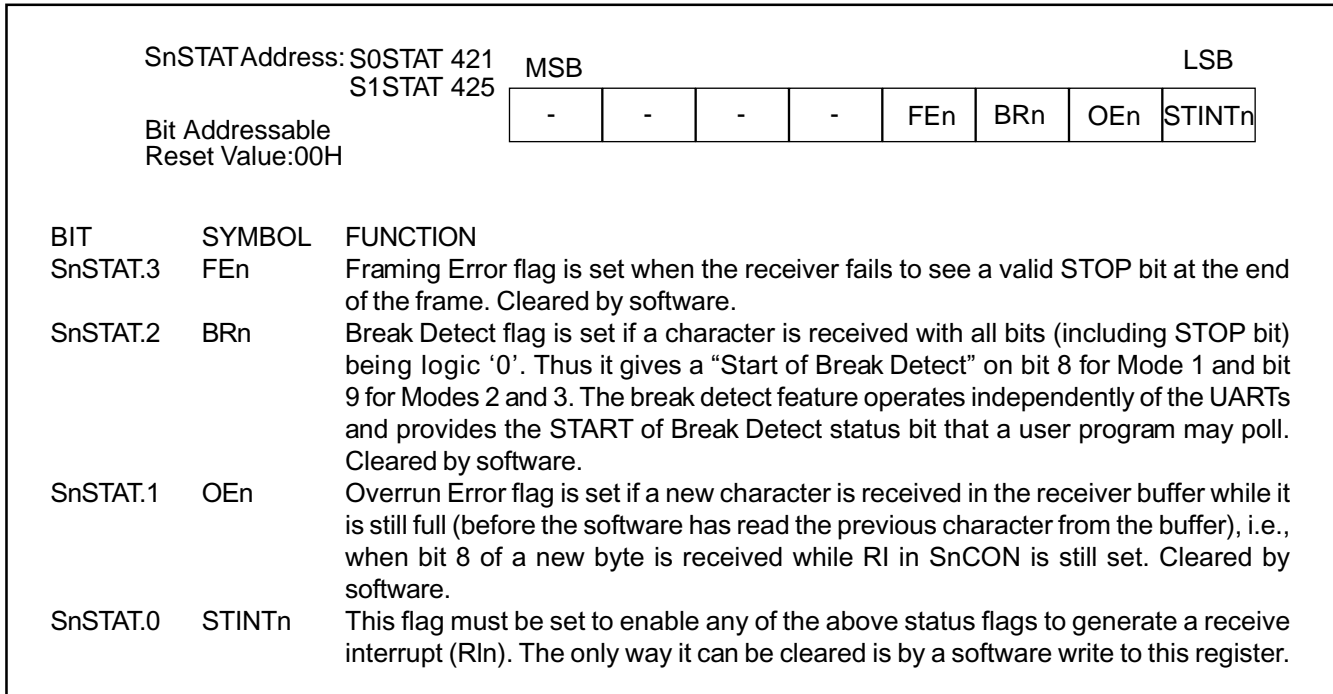 SnSTAT Address: S0STAT 421
S1STAT 425
MSB LSB
- - - - FEn BRn OEn STINTn
Bit Addressable
Reset Value:00H
BIT SYMBOL FUNCTION
SnSTAT.3 FEn Framing Error flag is set when the receiver fails to see a valid STOP bit at the end
of the frame. Cleared by software.
SnSTAT.2 BRn Break Detect flag is set if a character is received with all bits (including STOP bit)
being logic ‘0’. Thus it gives a “Start of Break Detect” on bit 8 for Mode 1 and bit
9 for Modes 2 and 3. The break detect feature operates independently of the UARTs
and provides the START of Break Detect status bit that a user program may poll.
Cleared by software.
SnSTAT.1 OEn Overrun Error flag is set if a new character is received in the receiver buffer while it
is still full (before the software has read the previous character from the buffer), i.e.,
when bit 8 of a new byte is received while RI in SnCON is still set. Cleared by
software.
SnSTAT.0 STINTn This flag must be set to enable any of the above status flags to generate a receive
interrupt (RIn). The only way it can be cleared is by a software write to this register.